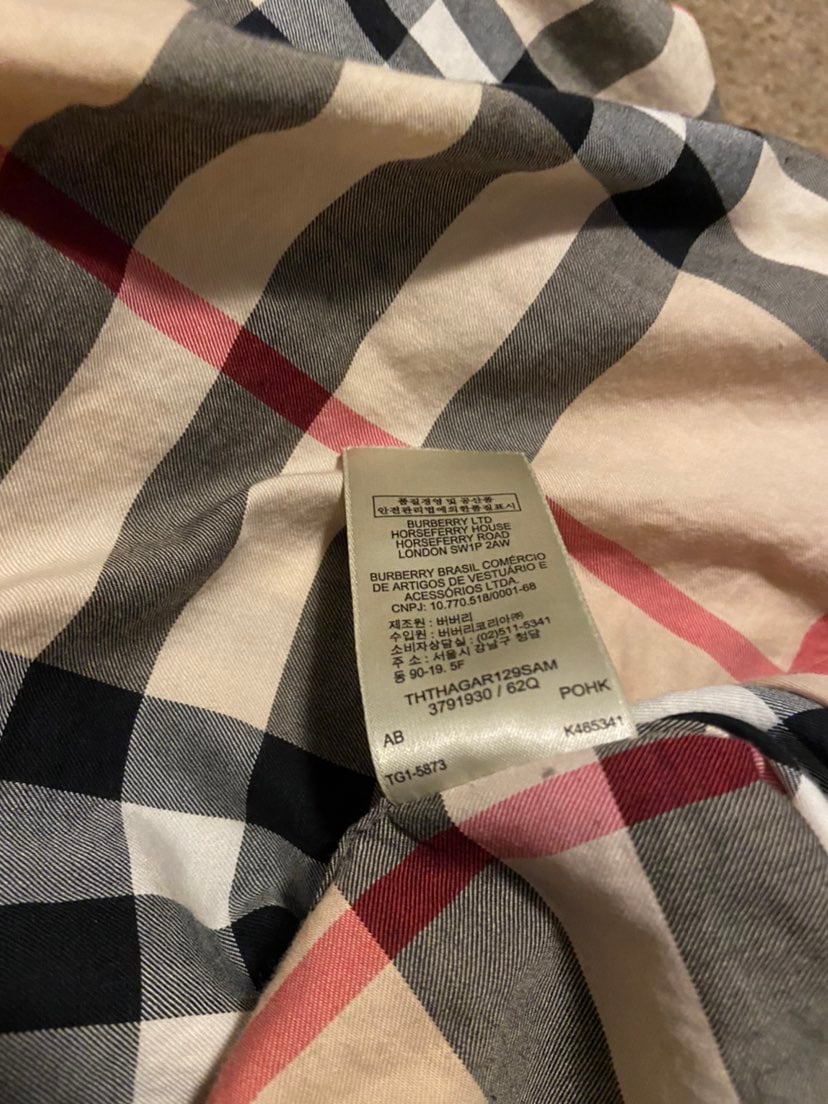 품질경영 및 공산품
안전관리법에의한품질표시
BURBERRY LTD
HORSEFERRY HOUSE
HORSEFERRY ROAD
LONDON SW1P 2AW
BURBERRY BRASIL COMÉRCIO
DE ARTIGOS DE VESTUÁRIO E
ACESSÓRIOS LTDA.
CNPJ: 10.770.518/0001-68
제조원 : 버버리
수입원 : 버버리코리아㈜
소비자상담실 : (02)511-5341
주 소 : 서울시 강남구 청담
동 90-19. 5F
THTHAGAR129SAM
3791930 / 62Q
POHK
AB
K465341
TG1-5873